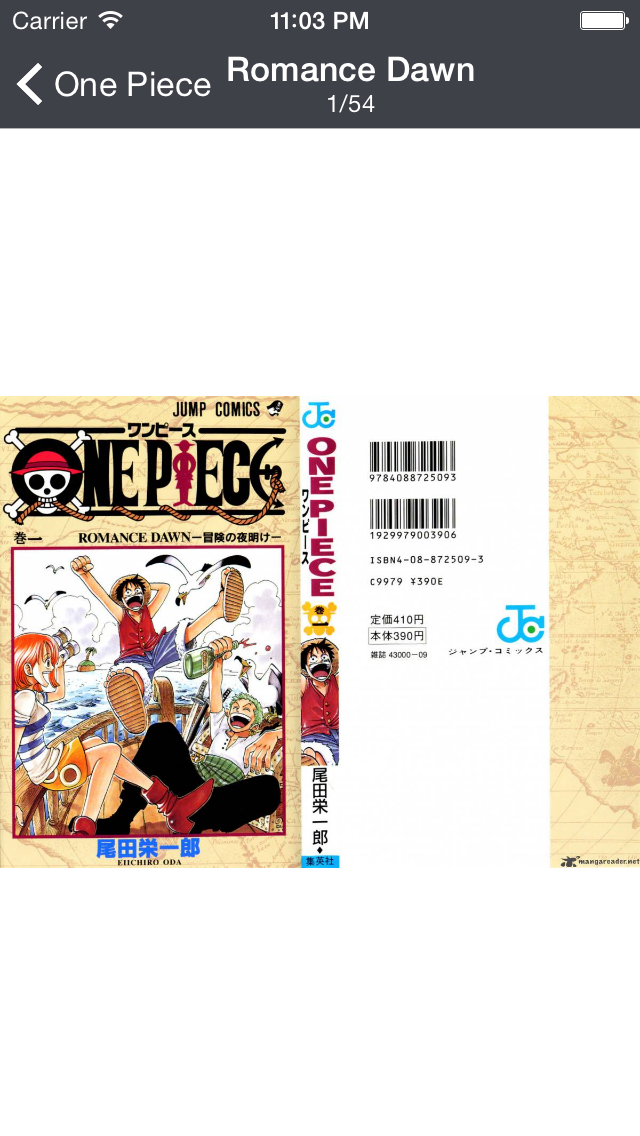 Carrier
11:03 PM
One Piece
Romance Dawn
1/54
JUMP COMICS
ワンピース
ONE PIECE
巻一 ROMANCE DAWN—冒険の夜明け—
尾田栄一郎
EIICHIRO ODA
JC
ONE PIECE
ワンピース
巻一
尾田栄一郎
集英社
9784088725093
1929979003906
ISBN4-08-872509-3
C9979 ¥390E
定価410円
本体390円
雑誌 43000-09
JC
ジャンプ・コミックス
mangareader.net